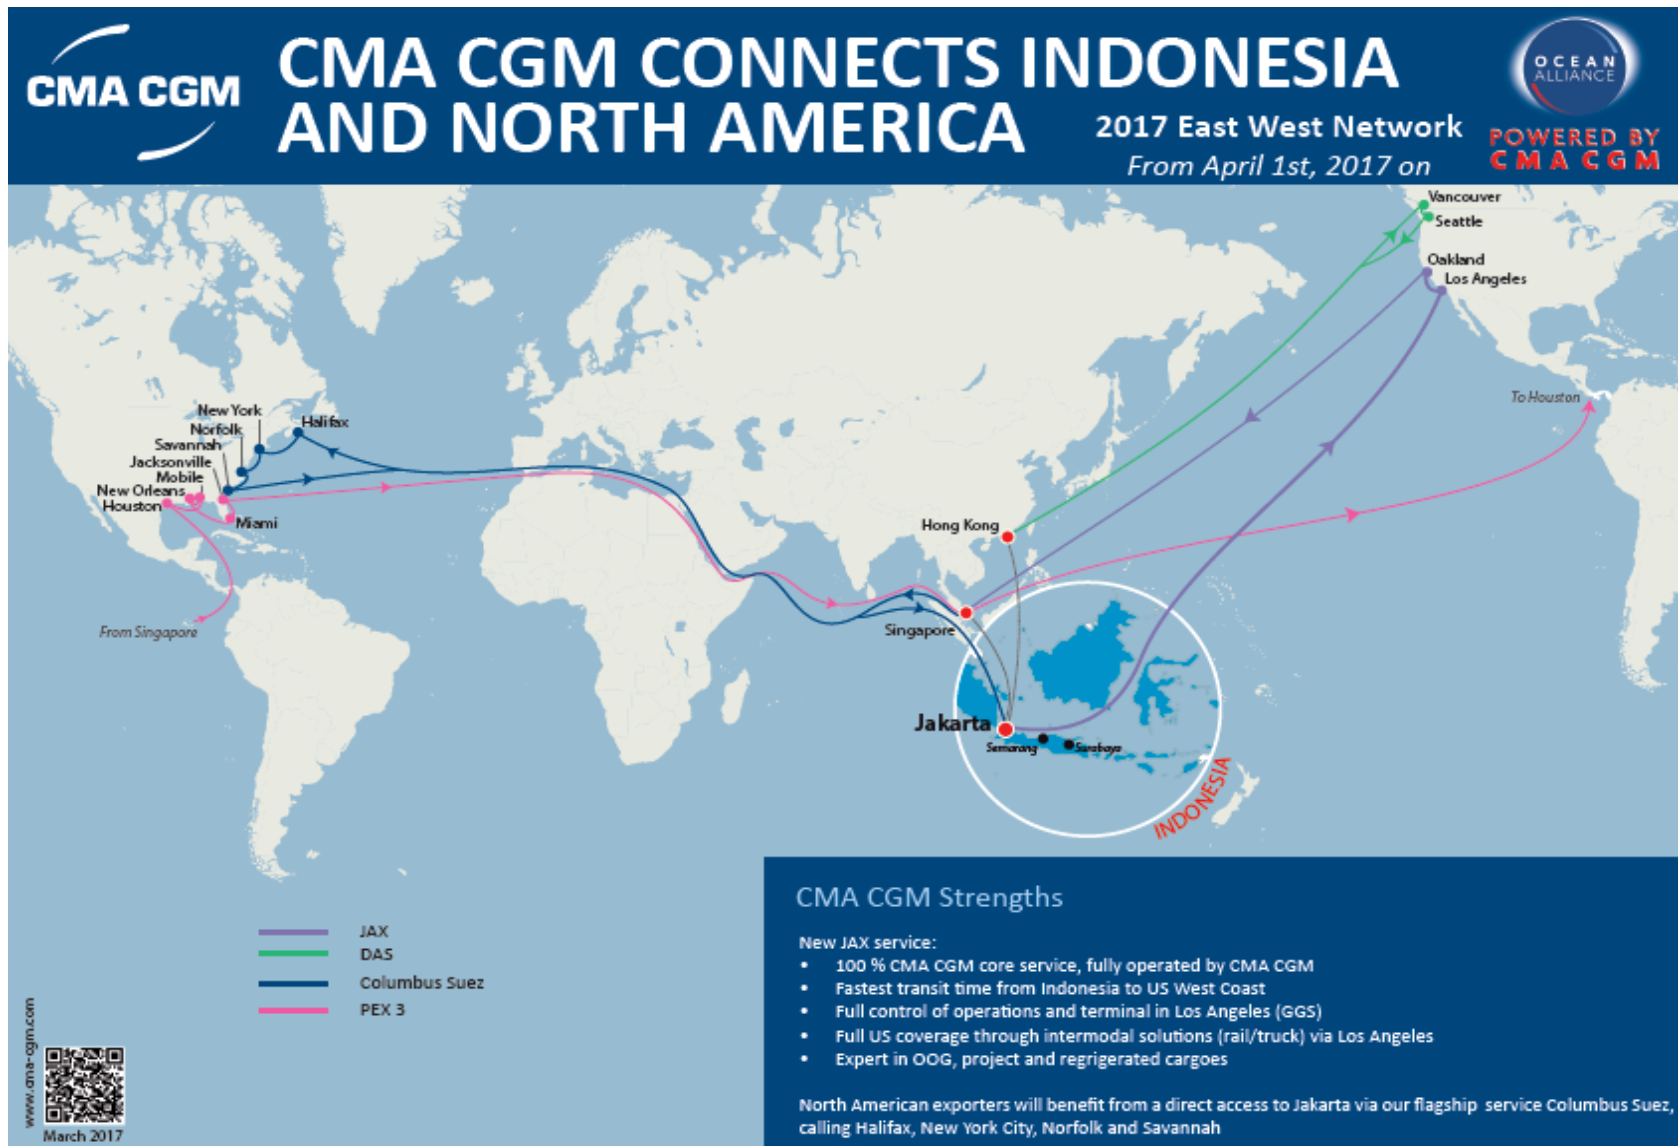 CMA CGM
CMA CGM CONNECTS INDONESIA
AND NORTH AMERICA
2017 East West Network
From April 1st, 2017 on
OCEAN
ALLIANCE
POWERED BY
CMA CGM
Vancouver
Seattle
Oakland
Los Angeles
To Houston
New York
Halifax
Norfolk
Savannah
Jacksonville
Mobile
New Orleans
Houston
Miami
From Singapore
Hong Kong
Singapore
Jakarta
Semarang
Surabaya
INDONESIA
JAX
DAS
Columbus Suez
PEX 3
CMA CGM Strengths
New JAX service:
• 100 % CMA CGM core service, fully operated by CMA CGM
• Fastest transit time from Indonesia to US West Coast
• Full control of operations and terminal in Los Angeles (GGS)
• Full US coverage through intermodal solutions (rail/truck) via Los Angeles
• Expert in OOG, project and regrigerated cargoes
North American exporters will benefit from a direct access to Jakarta via our flagship service Columbus Suez,
calling Halifax, New York City, Norfolk and Savannah
www.cma-cgm.com
March 2017